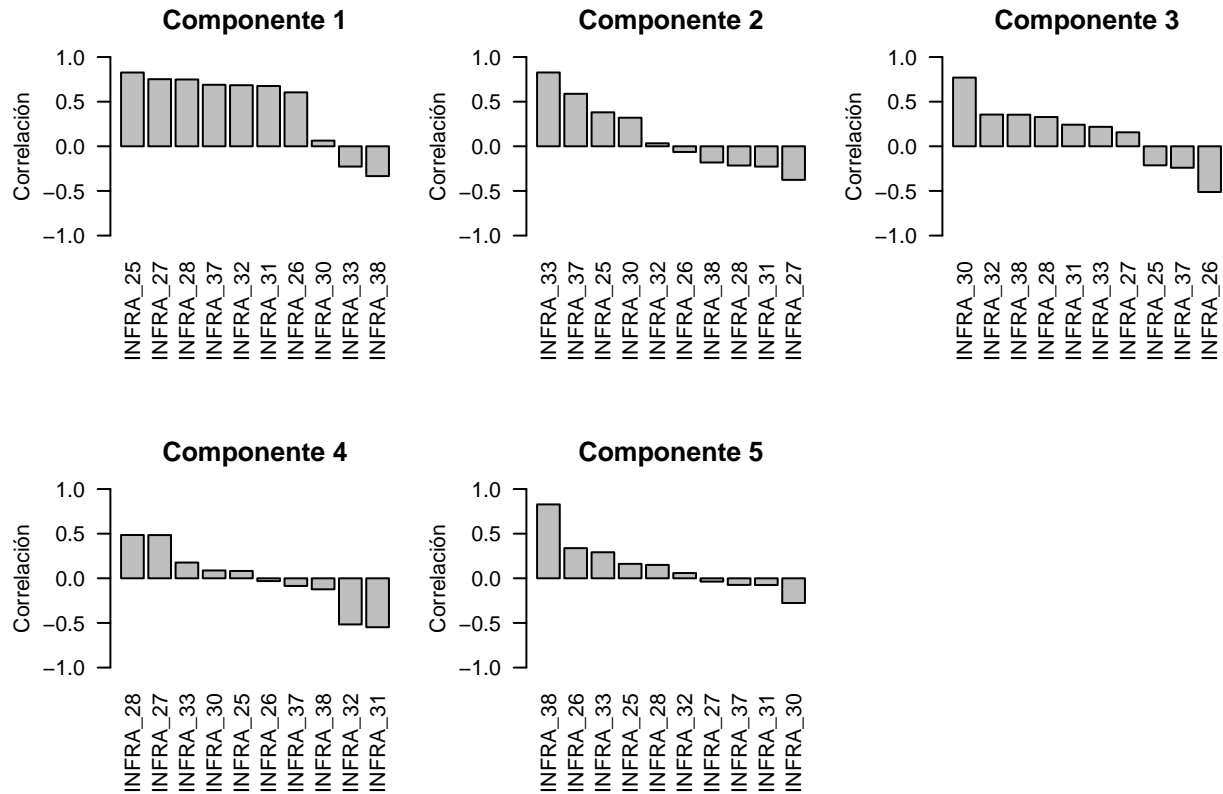 Componente 1
Correlación
1.0
0.5
0.0
−0.5
−1.0
INFRA_25
INFRA_27
INFRA_28
INFRA_37
INFRA_32
INFRA_31
INFRA_26
INFRA_30
INFRA_33
INFRA_38
Componente 2
Correlación
1.0
0.5
0.0
−0.5
−1.0
INFRA_33
INFRA_37
INFRA_25
INFRA_30
INFRA_32
INFRA_26
INFRA_38
INFRA_28
INFRA_31
INFRA_27
Componente 3
Correlación
1.0
0.5
0.0
−0.5
−1.0
INFRA_30
INFRA_32
INFRA_38
INFRA_28
INFRA_31
INFRA_33
INFRA_27
INFRA_25
INFRA_37
INFRA_26
Componente 4
Correlación
1.0
0.5
0.0
−0.5
−1.0
INFRA_28
INFRA_27
INFRA_33
INFRA_30
INFRA_25
INFRA_26
INFRA_37
INFRA_38
INFRA_32
INFRA_31
Componente 5
Correlación
1.0
0.5
0.0
−0.5
−1.0
INFRA_38
INFRA_26
INFRA_33
INFRA_25
INFRA_28
INFRA_32
INFRA_27
INFRA_37
INFRA_31
INFRA_30